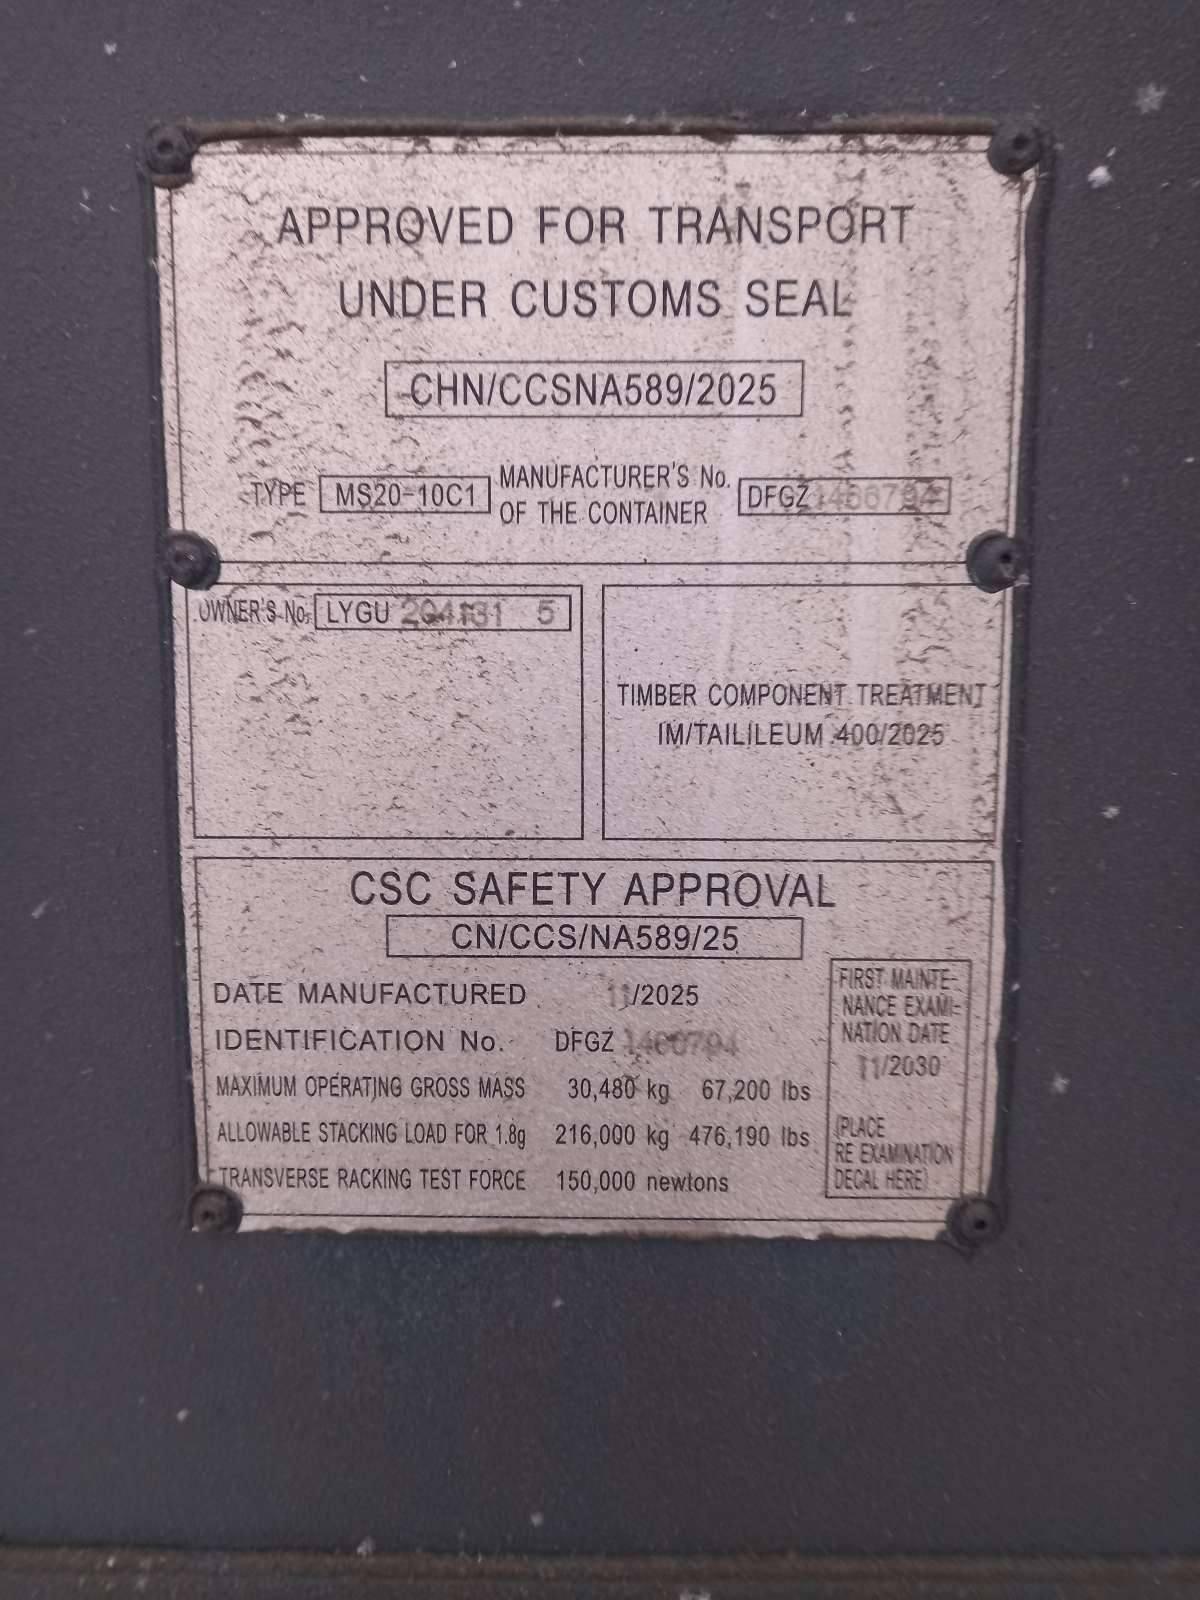 APPROVED FOR TRANSPORT
UNDER CUSTOMS SEAL
CHN/CCSNA589/2025
TYPE MS20-10C1 MANUFACTURER'S No. OF THE CONTAINER
OWNER'S No. LYGU 5
TIMBER COMPONENT TREATMENT
IM/TAILILEUM 400/2025
CSC SAFETY APPROVAL
CN/CCS/NA589/25
DATE MANUFACTURED 11/2025
IDENTIFICATION No. DFGZ
MAXIMUM OPERATING GROSS MASS 30,480 kg 67,200 lbs
ALLOWABLE STACKING LOAD FOR 1.8g 216,000 kg 476,190 lbs
TRANSVERSE RACKING TEST FORCE 150,000 newtons
FIRST MAINTE-
NANCE EXAMI-
NATION DATE
11/2030
(PLACE
RE EXAMINATION
DECAL HERE)